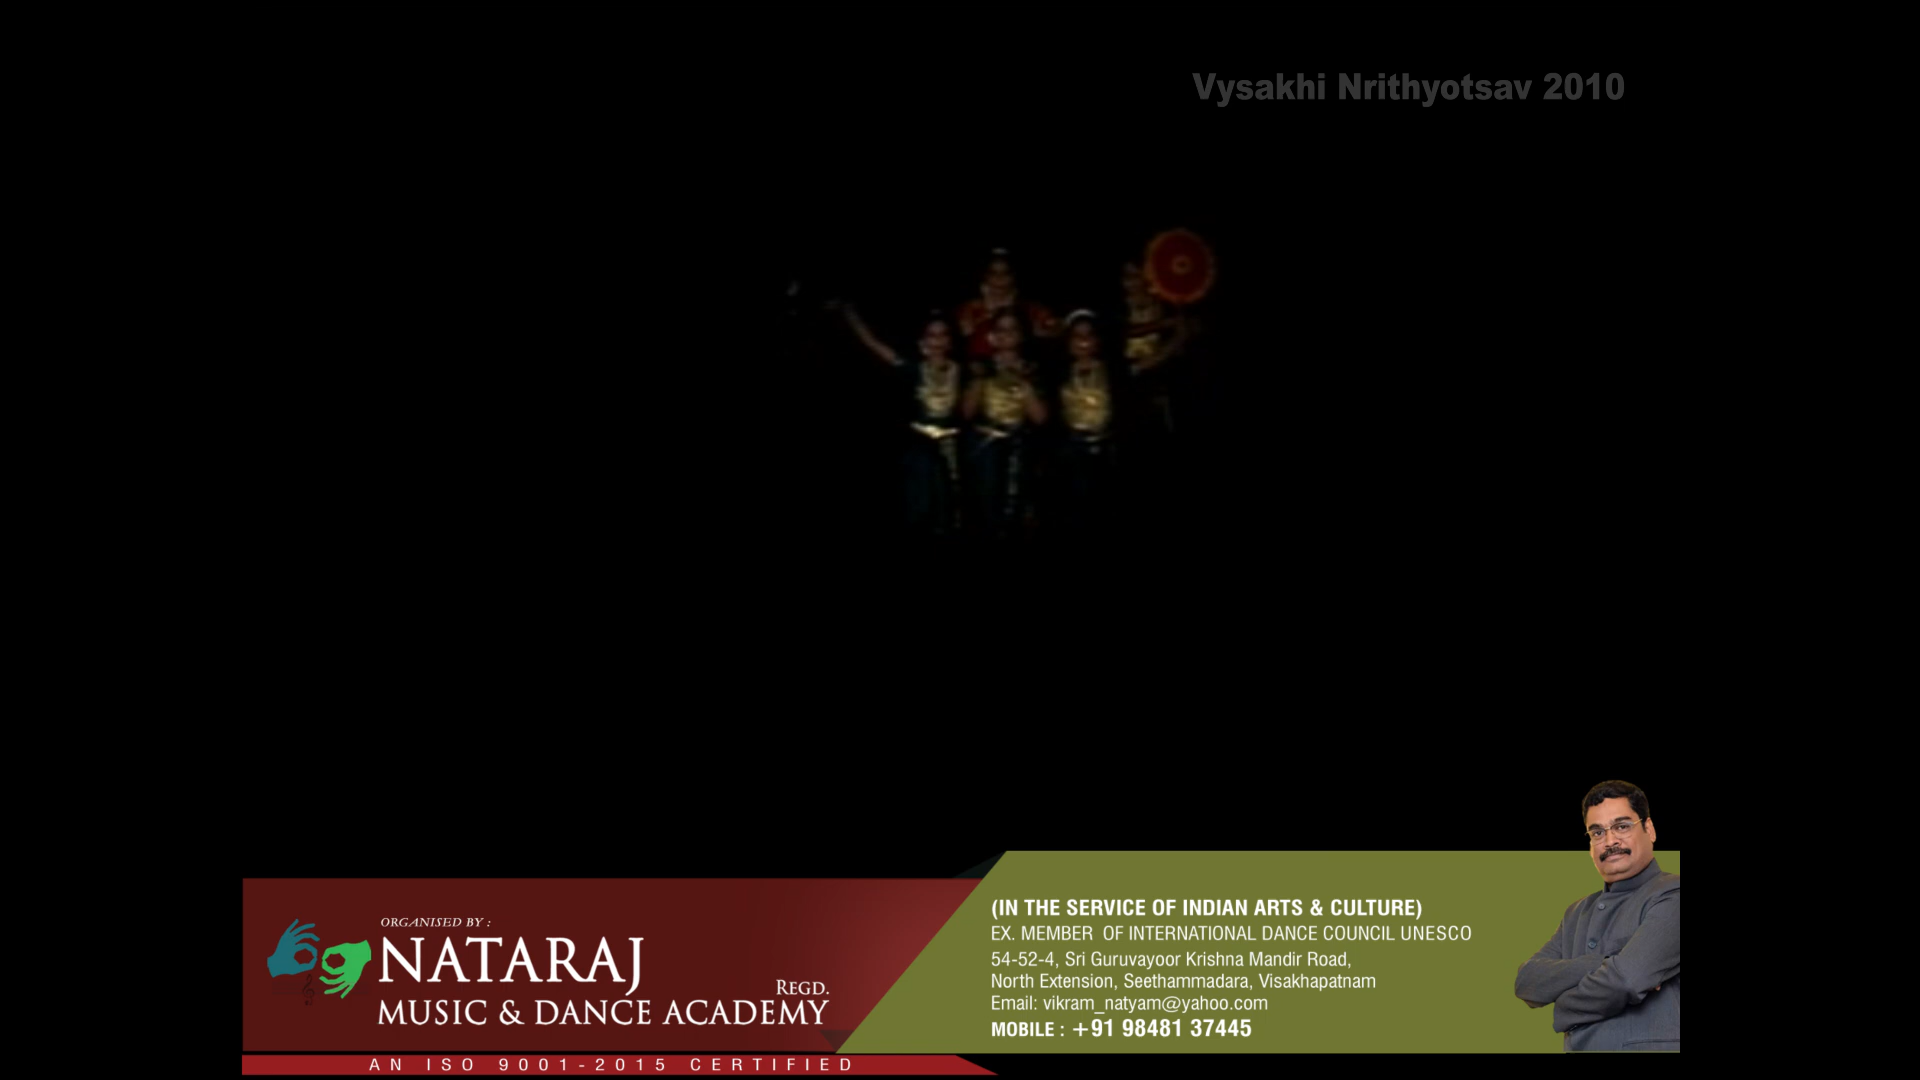 Vysakhi Nrithyotsav 2010
ORGANISED BY :
NATARAJ
REGD.
MUSIC & DANCE ACADEMY
AN ISO 9001-2015 CERTIFIED
(IN THE SERVICE OF INDIAN ARTS & CULTURE)
EX. MEMBER OF INTERNATIONAL DANCE COUNCIL UNESCO
54-52-4, Sri Guruvayoor Krishna Mandir Road,
North Extension, Seethammadara, Visakhapatnam
Email: vikram_natyam@yahoo.com
MOBILE : +91 98481 37445